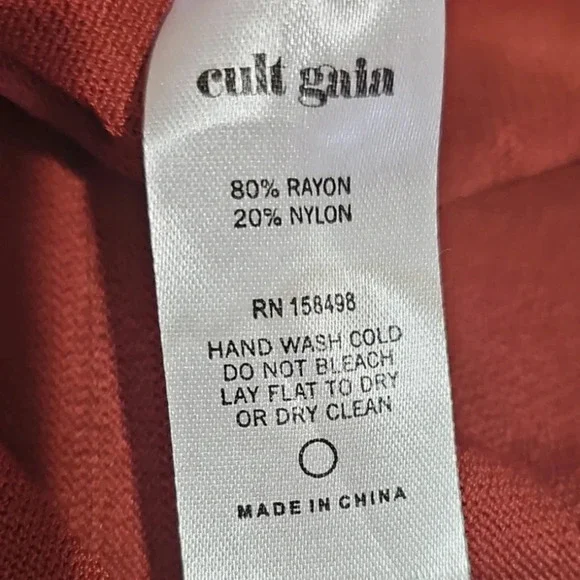 cult gaia
80% RAYON
20% NYLON
RN 158498
HAND WASH COLD
DO NOT BLEACH
LAY FLAT TO DRY
OR DRY CLEAN
MADE IN CHINA